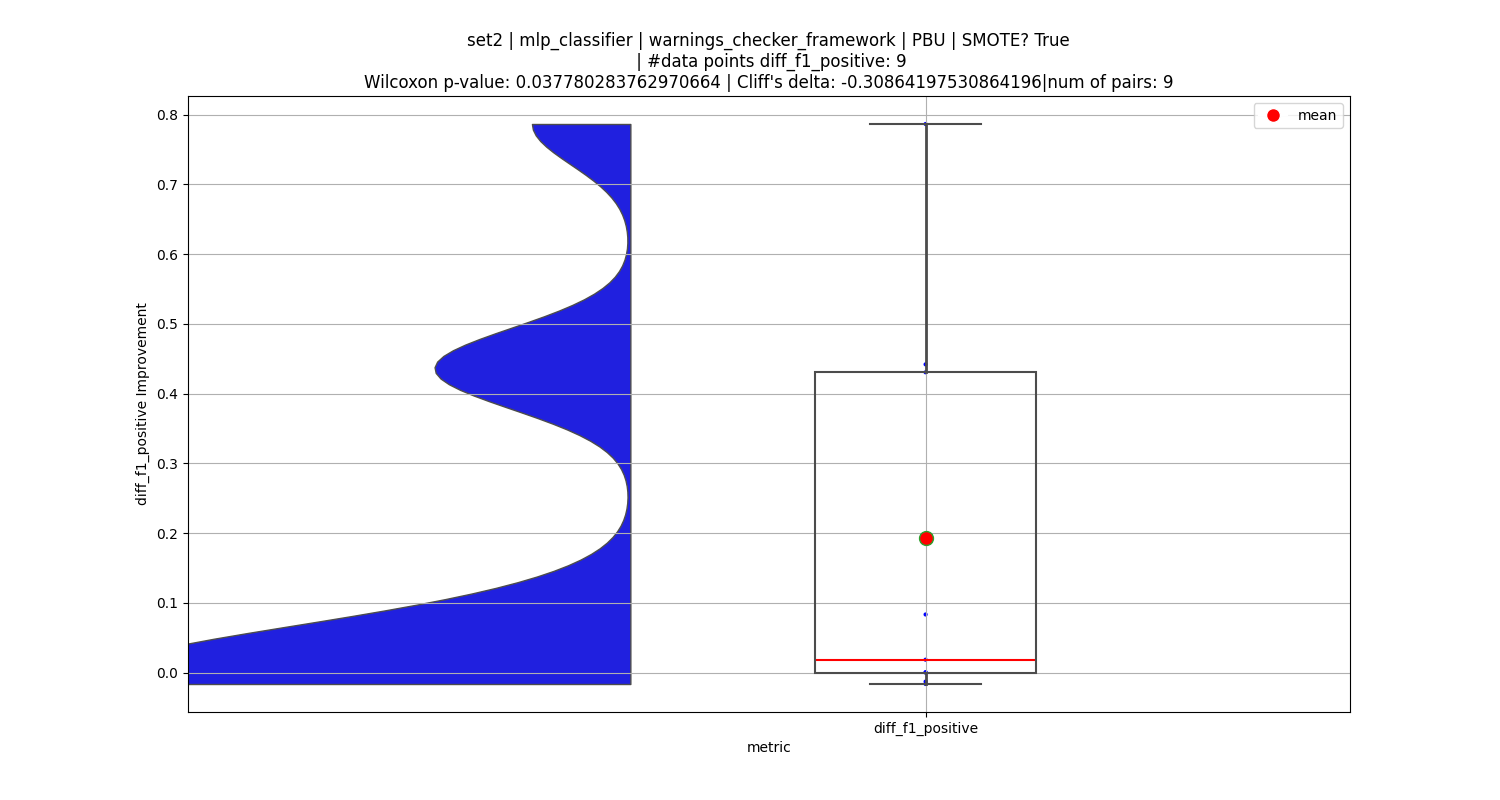 set2 | mlp_classifier | warnings_checker_framework | PBU | SMOTE? True
| #data points diff_f1_positive: 9
Wilcoxon p-value: 0.037780283762970664 | Cliff's delta: -0.30864197530864196|num of pairs: 9
mean
0.8
0.7
0.6
0.5
0.4
0.3
0.2
0.1
0.0
diff_f1_positive Improvement
diff_f1_positive
metric